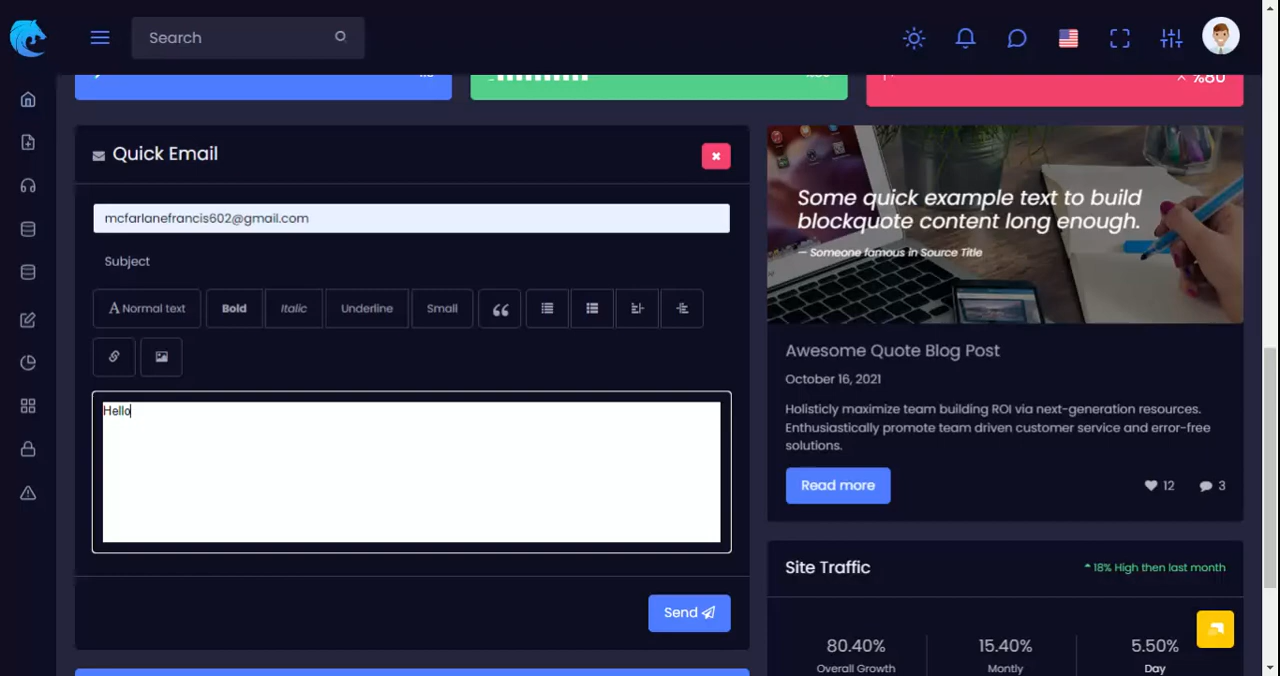 Search
%80
Quick Email
mcfarlanefrancis602@gmail.com
Subject
A Normal text
Bold
Italic
Underline
Small
Hello
Send
Some quick example text to build
blockquote content long enough.
— Someone famous in Source Title
Awesome Quote Blog Post
October 16, 2021
Holisticly maximize team building ROI via next-generation resources.
Enthusiastically promote team driven customer service and error-free
solutions.
Read more
12
3
Site Traffic
18% High then last month
80.40%
Overall Growth
15.40%
Montly
5.50%
Day